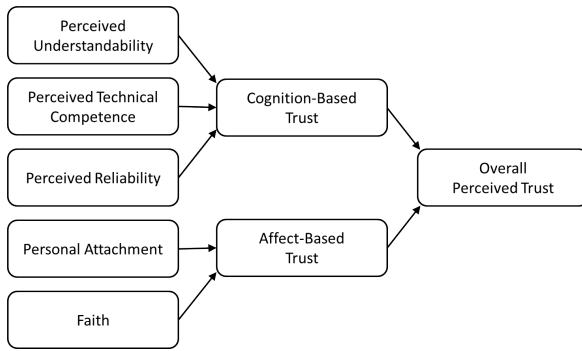 Perceived
Understandability
Perceived Technical
Competence
Perceived Reliability
Personal Attachment
Faith
Cognition-Based
Trust
Affect-Based
Trust
Overall
Perceived Trust